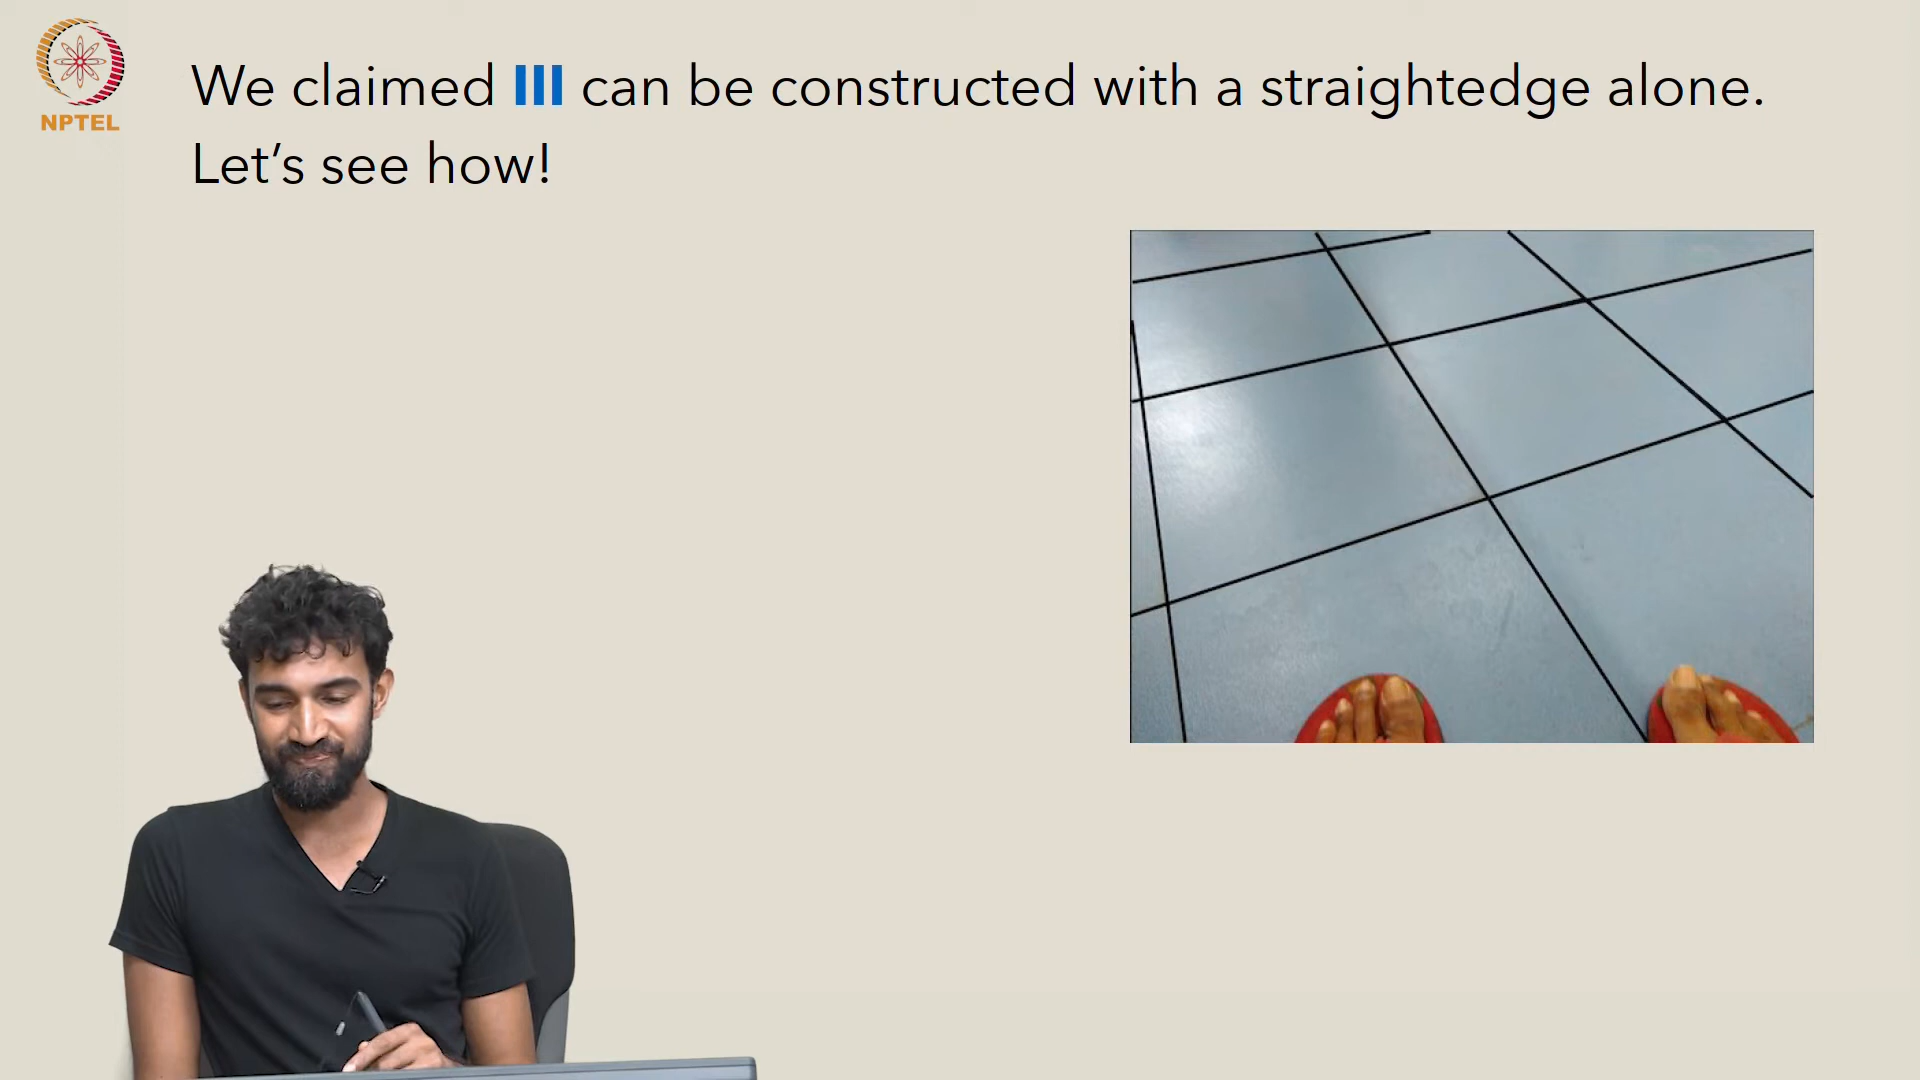 NPTEL
We claimed III can be constructed with a straightedge alone.
Let’s see how!